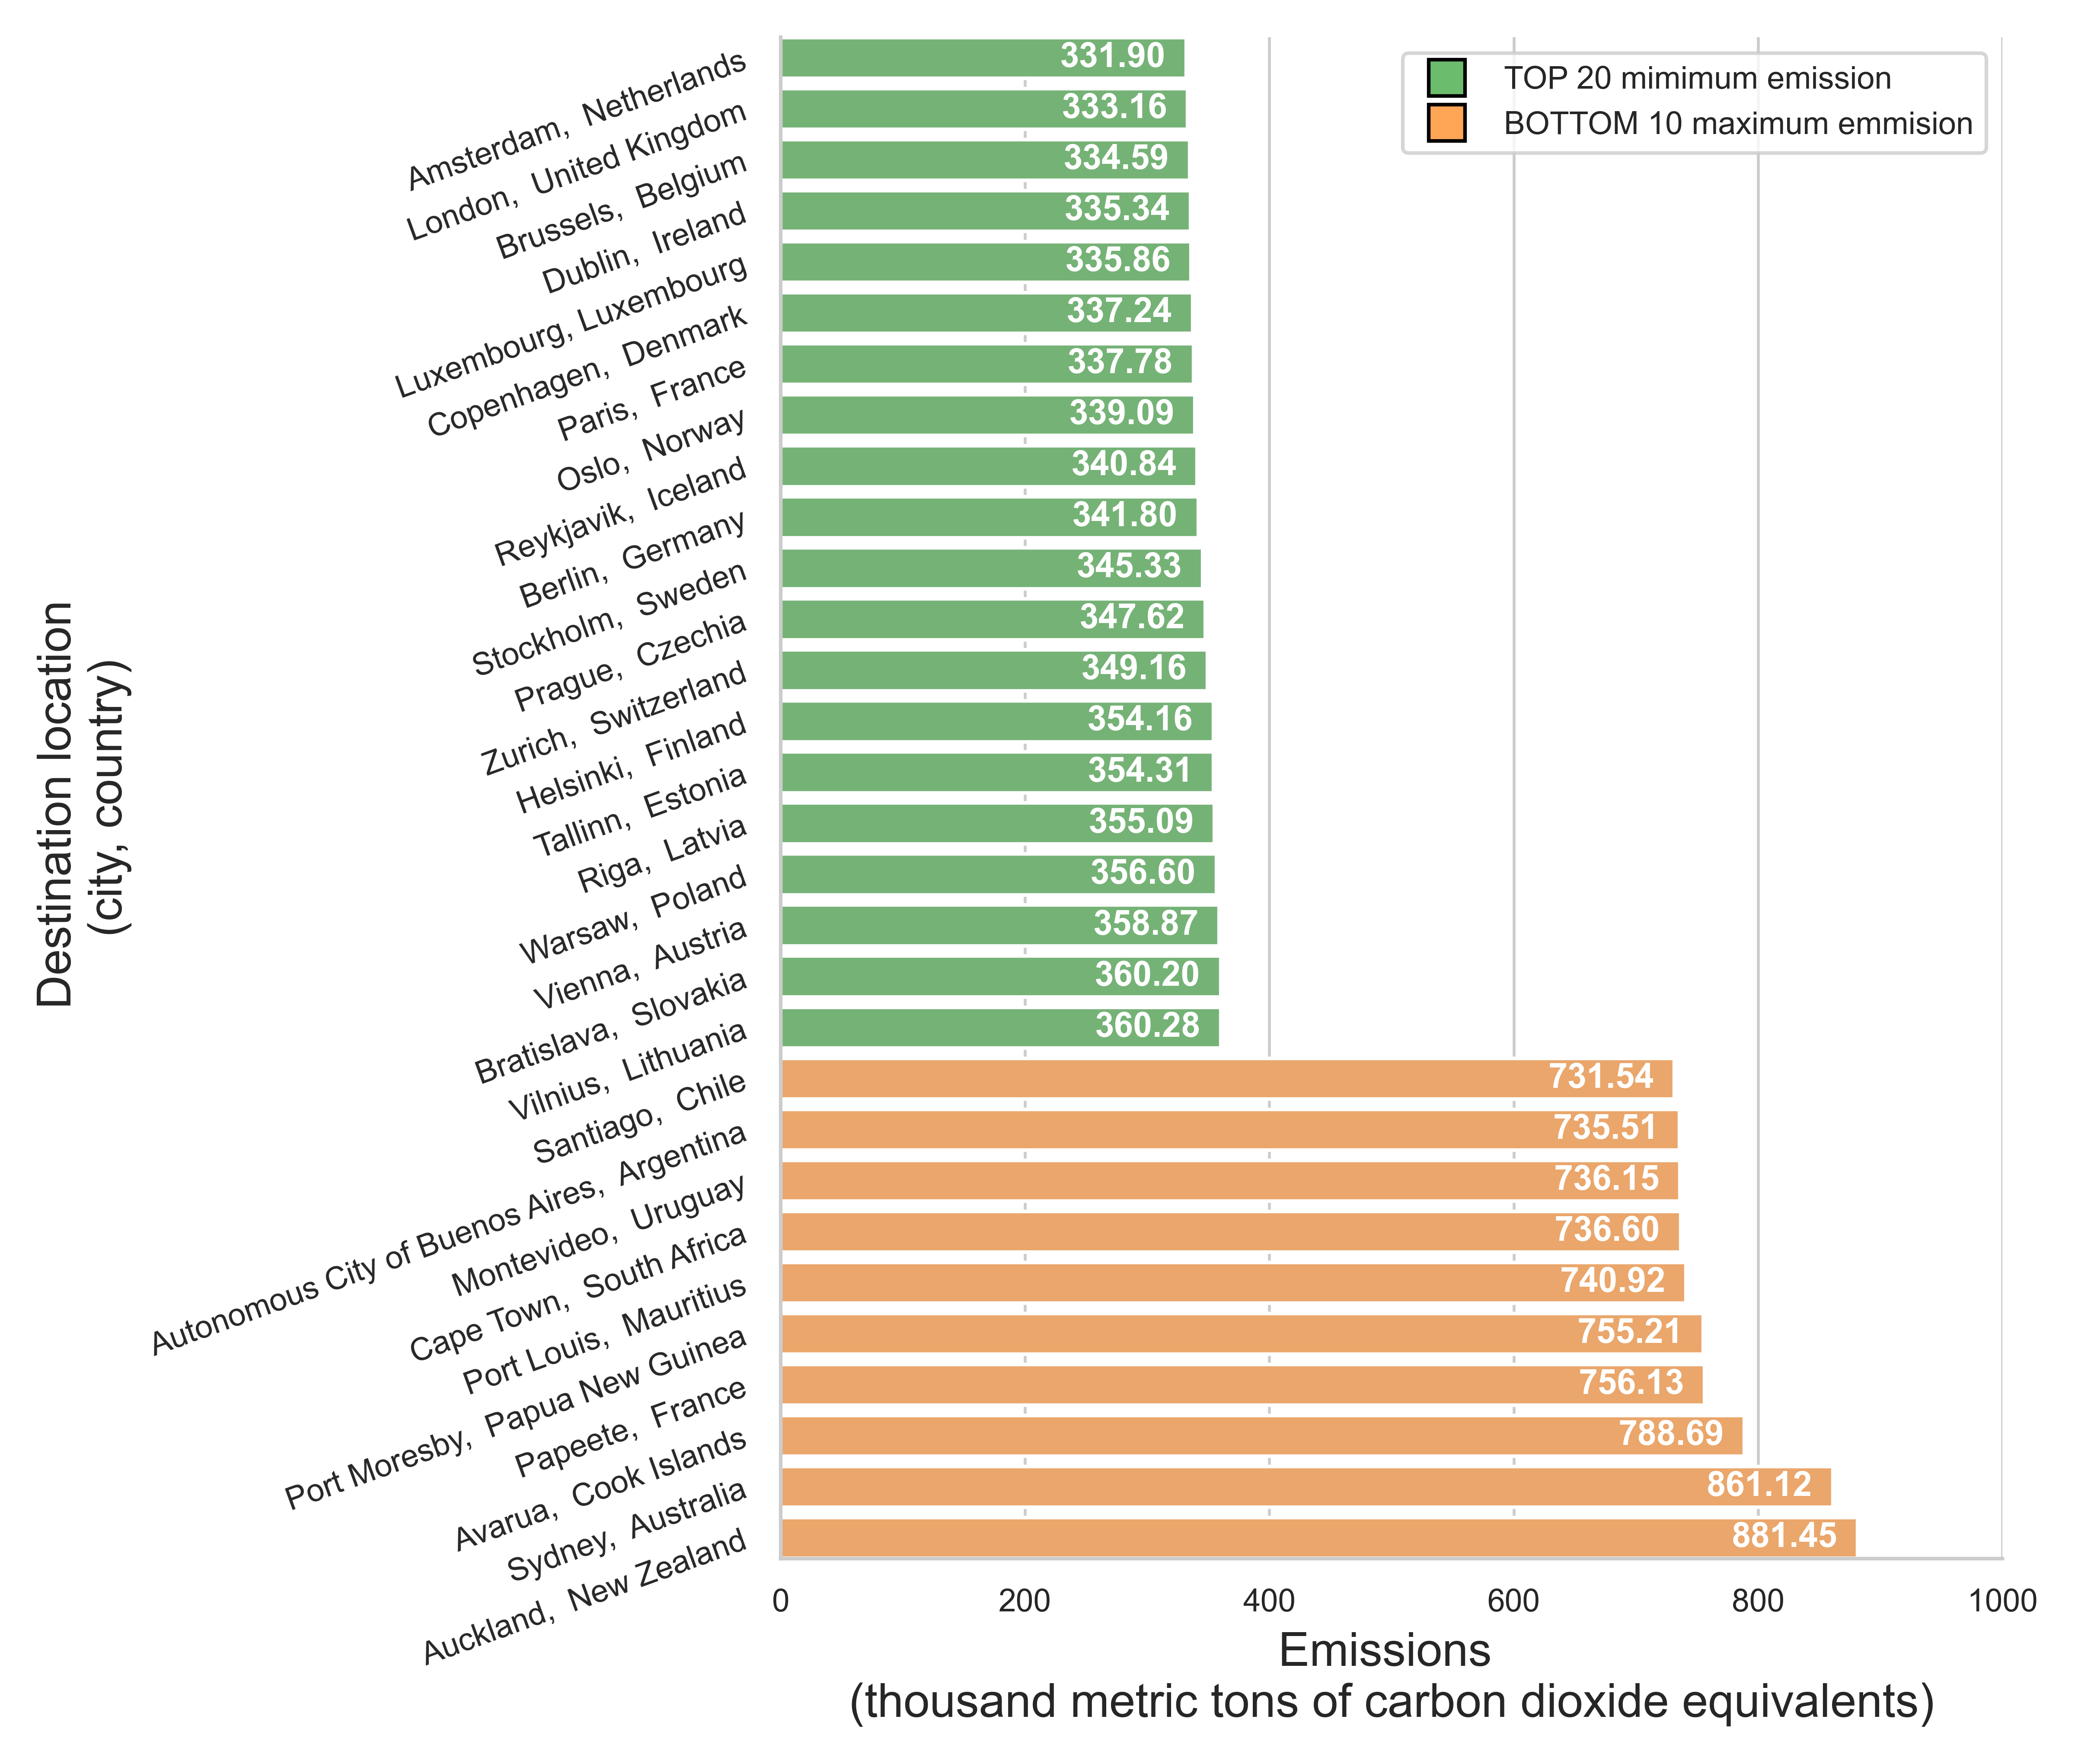 TOP 20 mimimum emission
BOTTOM 10 maximum emmision
Destination location
(city, country)
Amsterdam, Netherlands
331.90
London, United Kingdom
333.16
Brussels, Belgium
334.59
Dublin, Ireland
335.34
Luxembourg, Luxembourg
335.86
Copenhagen, Denmark
337.24
Paris, France
337.78
Oslo, Norway
339.09
Reykjavik, Iceland
340.84
Berlin, Germany
341.80
Stockholm, Sweden
345.33
Prague, Czechia
347.62
Zurich, Switzerland
349.16
Helsinki, Finland
354.16
Tallinn, Estonia
354.31
Riga, Latvia
355.09
Warsaw, Poland
356.60
Vienna, Austria
358.87
Bratislava, Slovakia
360.20
Vilnius, Lithuania
360.28
Santiago, Chile
731.54
Autonomous City of Buenos Aires, Argentina
735.51
Montevideo, Uruguay
736.15
Cape Town, South Africa
736.60
Port Louis, Mauritius
740.92
Port Moresby, Papua New Guinea
755.21
Papeete, France
756.13
Avarua, Cook Islands
788.69
Sydney, Australia
861.12
Auckland, New Zealand
881.45
0 200 400 600 800 1000
Emissions
(thousand metric tons of carbon dioxide equivalents)